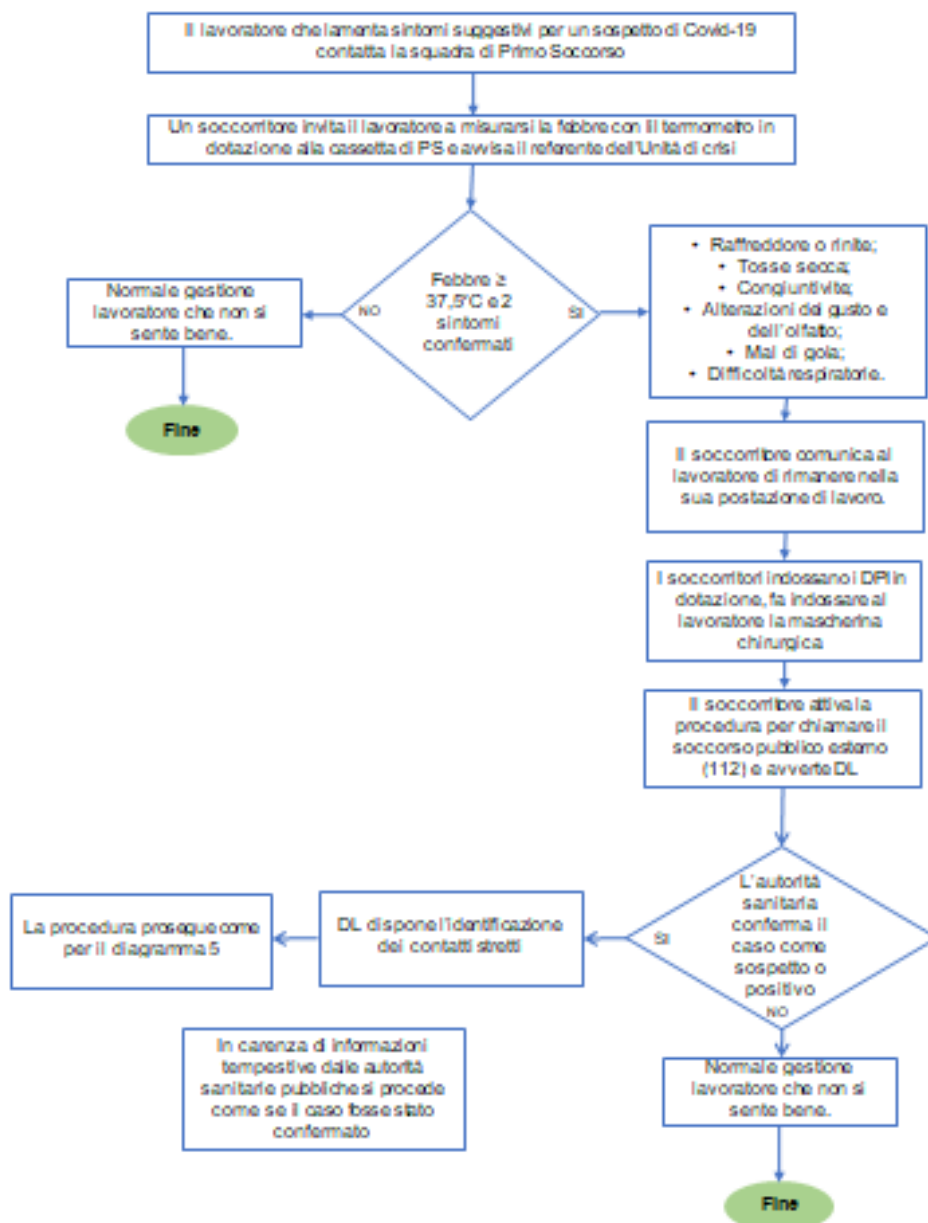 Il lavoratore che lamenta sintomi suggestivi per un sospetto di Covid-19
contatta la squadra di Primo Soccorso
Un soccorritore invita il lavoratore a misurarsi la febbre con il termometro in
dotazione alla cassetta di PS e avvisa il referente dell'Unità di crisi
Febbre ≥
37,5°C e 2
sintomi
confermati
NO
SI
Normale gestione
lavoratore che non si
sente bene.
Fine
• Raffreddore o rinite;
• Tosse secca;
• Congiuntivite;
• Alterazioni del gusto e
dell'olfatto;
• Mal di gola;
• Difficoltà respiratorie.
Il soccorritore comunica al
lavoratore di rimanere nella
sua postazione di lavoro.
I soccorritori indossano i DPI in
dotazione, fa indossare al
lavoratore la mascherina
chirurgica
Il soccorritore attiva la
procedura per chiamare il
soccorso pubblico esterno
(112) e avverte DL
L'autorità
sanitaria
conferma il
caso come
sospetto o
positivo
SI
NO
DL dispone l'identificazione
dei contatti stretti
La procedura prosegue come
per il diagramma 5
In carenza di informazioni
tempestive dalle autorità
sanitarie pubbliche si procede
come se il caso fosse stato
confermato
Normale gestione
lavoratore che non si
sente bene.
Fine